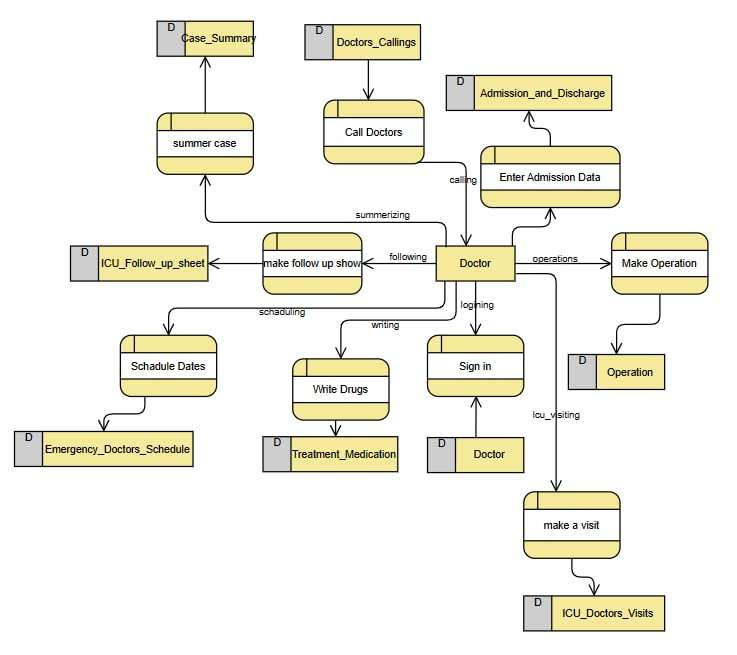 D
Case_Summary
D
Doctors_Callings
D
Admission_and_Discharge
summer case
Call Doctors
Enter Admission Data
calling
summerizing
D
ICU_Follow_up_sheet
make follow up show
following
Doctor
operations
Make Operation
schaduling
writing
logining
Schadule Dates
Write Drugs
Sign in
D
Operation
Icu_visiting
D
Emergency_Doctors_Schedule
D
Treatment_Medication
D
Doctor
make a visit
D
ICU_Doctors_Visits